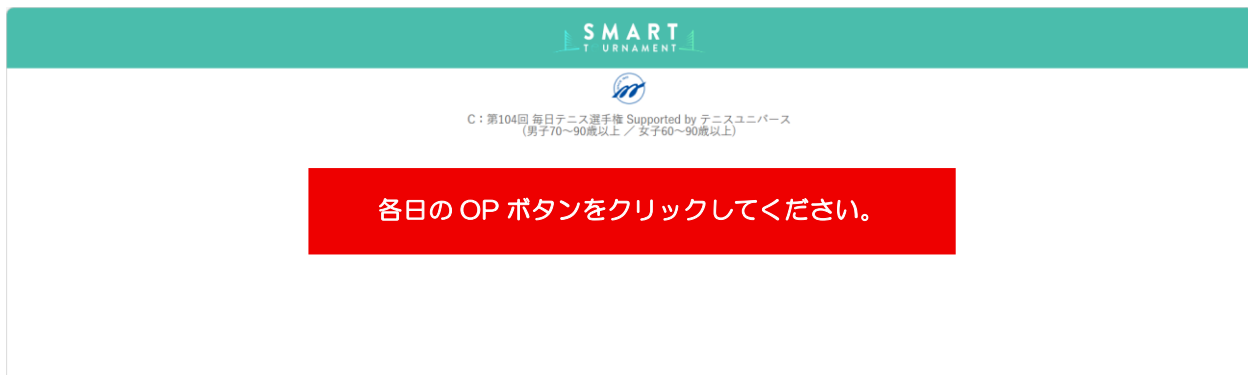 SMART
T URNAMENT
C：第104回 毎日テニス選手権 Supported by テニスユニバース
(男子70～90歳以上 ／ 女子60～90歳以上)
各日の OP ボタンをクリックしてください。